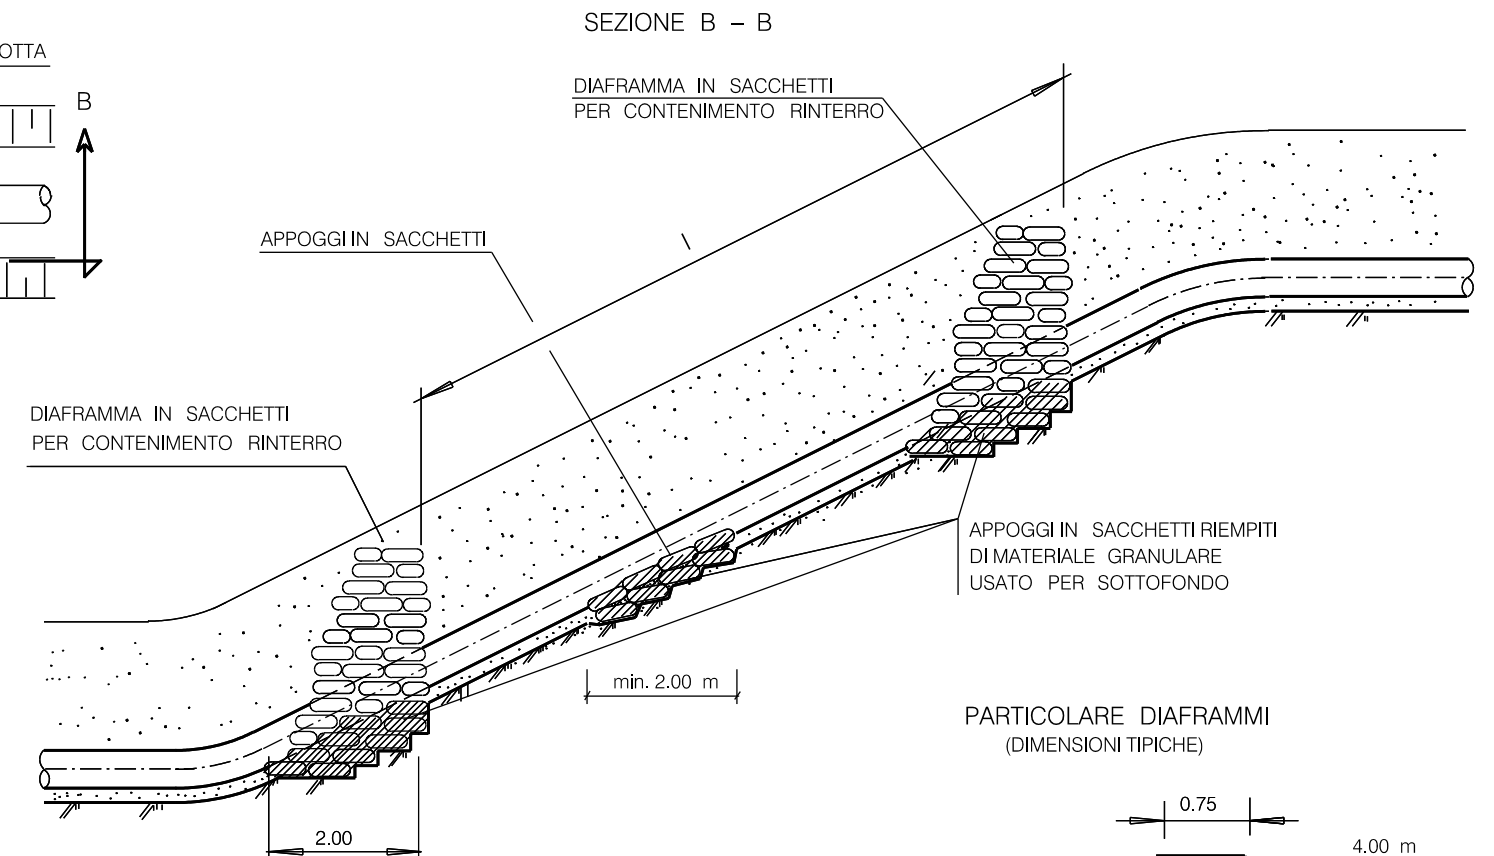 SEZIONE B – B
OTTA
B
DIAFRAMMA IN SACCHETTI
PER CONTENIMENTO RINTERRO
APPOGGI IN SACCHETTI
DIAFRAMMA IN SACCHETTI
PER CONTENIMENTO RINTERRO
APPOGGI IN SACCHETTI RIEMPITI
DI MATERIALE GRANULARE
USATO PER SOTTOFONDO
min. 2.00 m
PARTICOLARE DIAFRAMMI
(DIMENSIONI TIPICHE)
0.75
2.00
4.00 m